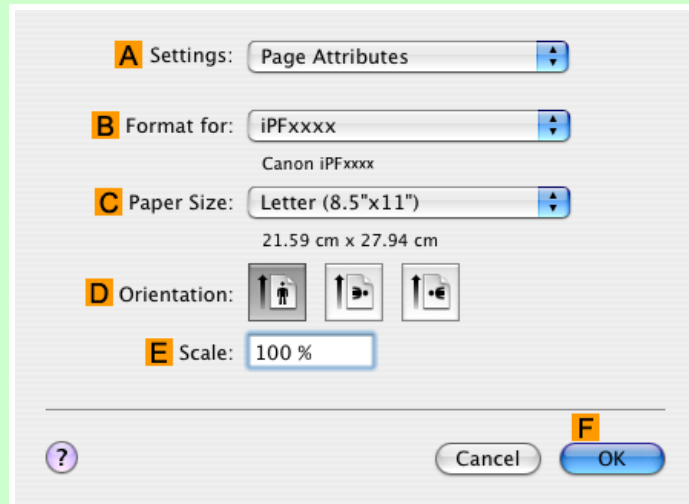 A Settings: Page Attributes
B Format for: iPFxxxx
Canon iPFxxxx
C Paper Size: Letter (8.5"x11")
21.59 cm x 27.94 cm
D Orientation:
E Scale: 100 %
F
? Cancel OK